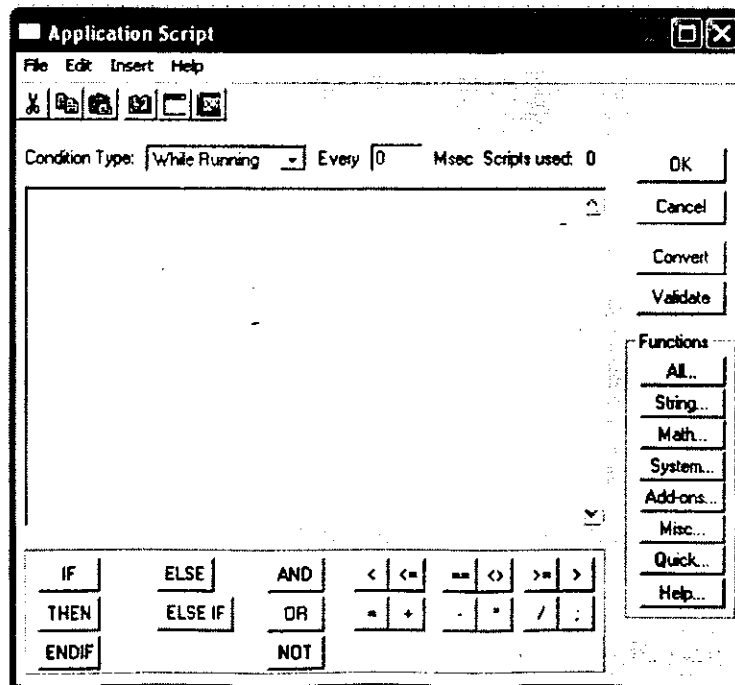 Application Script
File Edit Insert Help
Condition Type: While Running Every 0 Msec Scripts used: 0
OK
Cancel
Convert
Validate
Functions
All...
String...
Math...
System...
Add-ons...
Misc...
Quick...
Help...
IF ELSE AND < <= == <> >= >
THEN ELSE IF OR = + - * / ;
ENDIF NOT